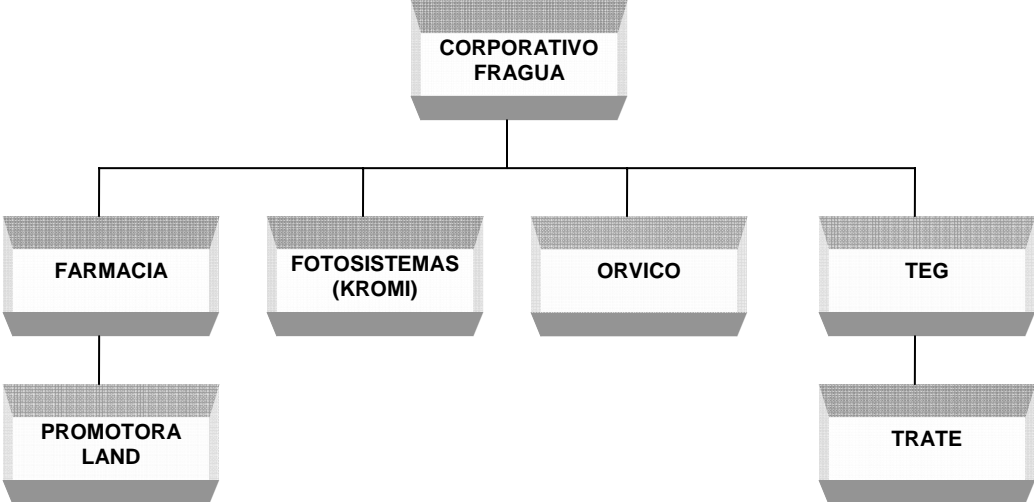 CORPORATIVO
FRAGUA
FARMACIA
FOTOSISTEMAS
(KROMI)
ORVICO
TEG
PROMOTORA
LAND
TRATE